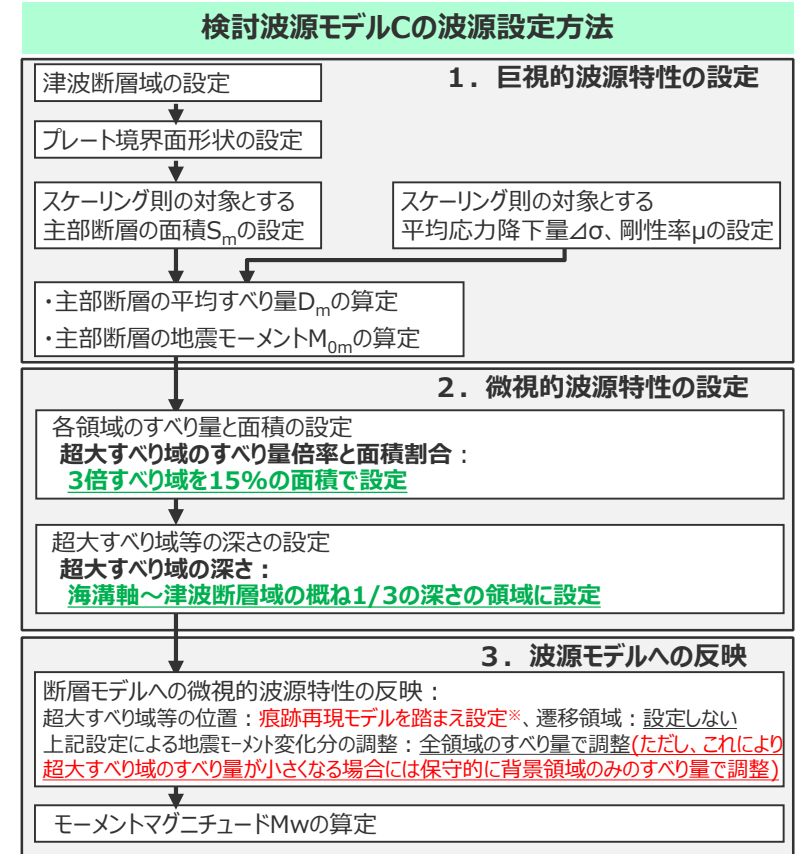 検討波源モデルCの波源設定方法
1．巨視的波源特性の設定
津波断層域の設定
プレート境界面形状の設定
スケーリング則の対象とする
主部断層の面積Smの設定
スケーリング則の対象とする
平均応力降下量⊿σ、剛性率μの設定
・主部断層の平均すべり量Dmの算定
・主部断層の地震モーメントM0mの算定
2．微視的波源特性の設定
各領域のすべり量と面積の設定
超大すべり域のすべり量倍率と面積割合：
3倍すべり域を15%の面積で設定
超大すべり域等の深さの設定
超大すべり域の深さ：
海溝軸～津波断層域の概ね1/3の深さの領域に設定
3．波源モデルへの反映
断層モデルへの微視的波源特性の反映：
超大すべり域等の位置：痕跡再現モデルを踏まえ設定※、遷移領域：設定しない
上記設定による地震モーメント変化分の調整：全領域のすべり量で調整(ただし、これにより
超大すべり域のすべり量が小さくなる場合には保守的に背景領域のみのすべり量で調整)
モーメントマグニチュードMwの算定